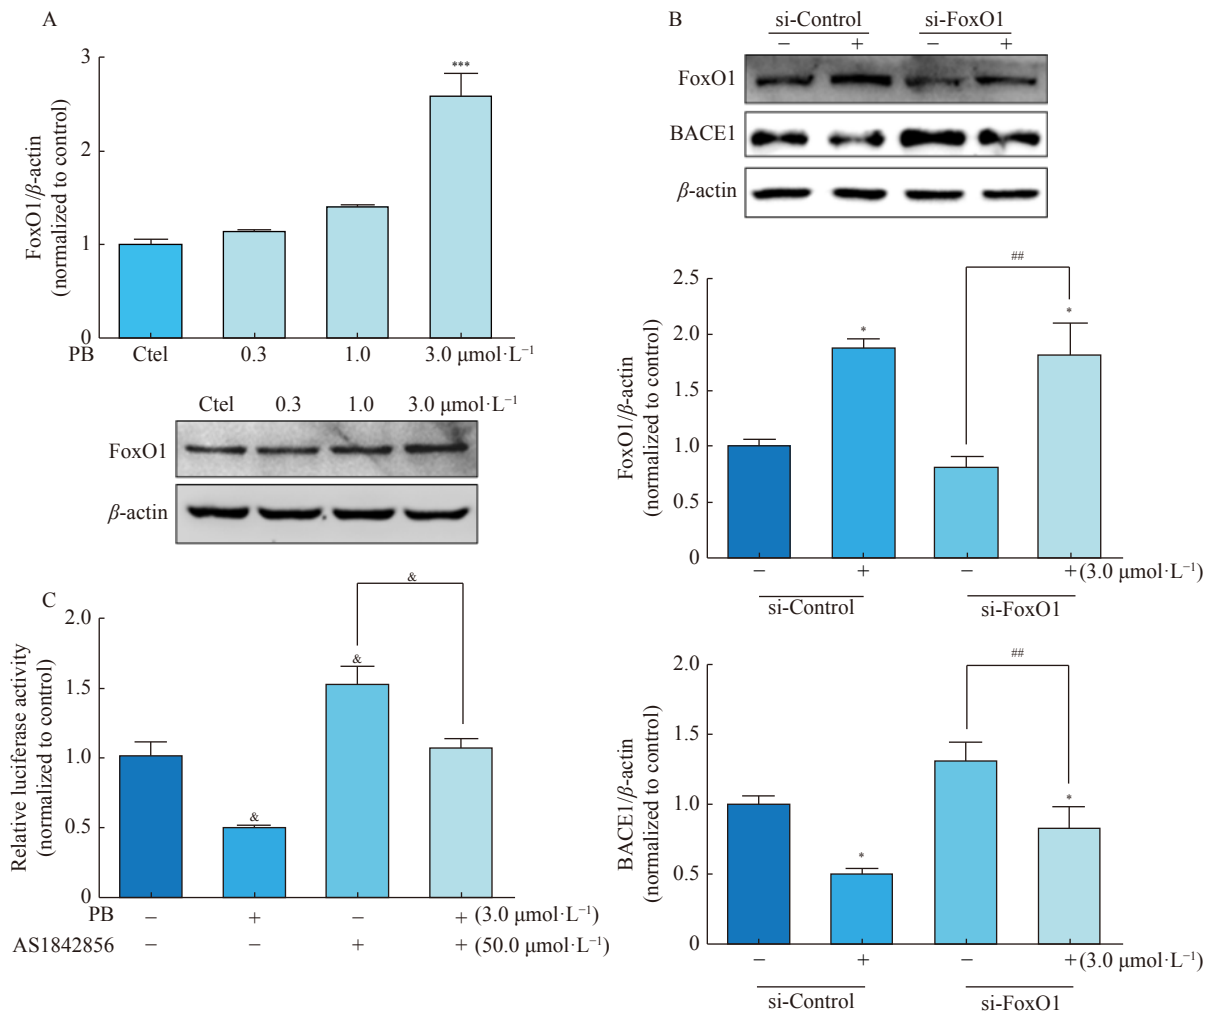 A
3
2
1
0
FoxO1/β-actin
(normalized to control)
***
PB Ctel 0.3 1.0 3.0 μmol·L⁻¹
Ctel 0.3 1.0 3.0 μmol·L⁻¹
FoxO1
β-actin
B
si-Control si-FoxO1
− + − +
FoxO1
BACE1
β-actin
2.5
2.0
1.5
1.0
0.5
0
FoxO1/β-actin
(normalized to control)
*
##
*
− + − + (3.0 μmol·L⁻¹)
si-Control si-FoxO1
2.0
1.5
1.0
0.5
0
BACE1/β-actin
(normalized to control)
*
##
*
− + − + (3.0 μmol·L⁻¹)
si-Control si-FoxO1
C
2.0
1.5
1.0
0.5
0
Relative luciferase activity
(normalized to control)
&
&
&
PB − + − + (3.0 μmol·L⁻¹)
AS1842856 − − + + (50.0 μmol·L⁻¹)